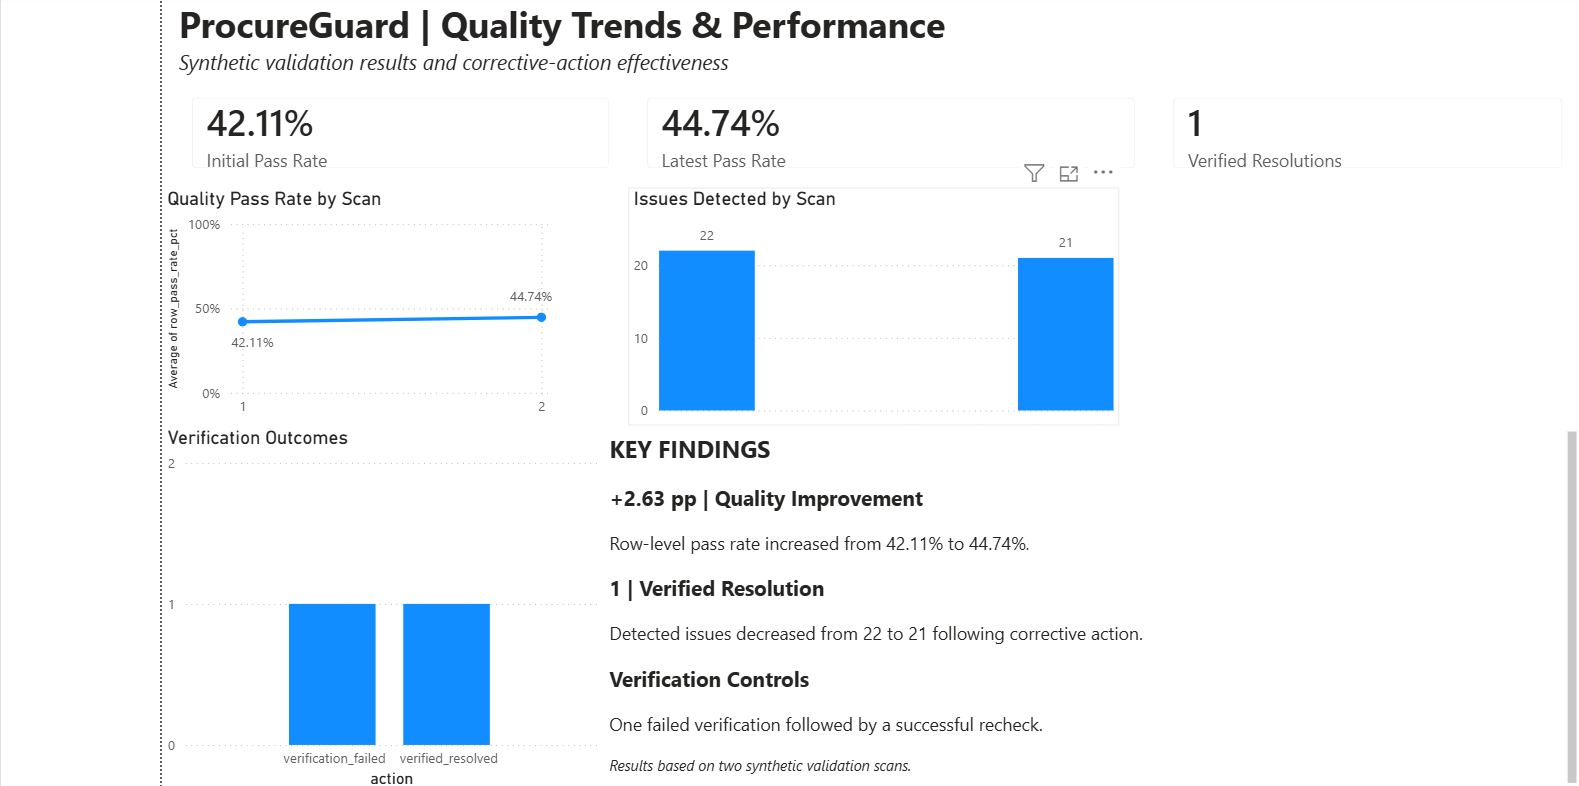 ProcureGuard | Quality Trends & Performance
Synthetic validation results and corrective-action effectiveness
42.11%
Initial Pass Rate
44.74%
Latest Pass Rate
1
Verified Resolutions
Quality Pass Rate by Scan
Average of row_pass_rate_pct
100%
50%
0%
42.11%
44.74%
1
2
Issues Detected by Scan
20
10
0
22
21
Verification Outcomes
2
1
0
verification_failed
verified_resolved
action
KEY FINDINGS
+2.63 pp | Quality Improvement
Row-level pass rate increased from 42.11% to 44.74%.
1 | Verified Resolution
Detected issues decreased from 22 to 21 following corrective action.
Verification Controls
One failed verification followed by a successful recheck.
Results based on two synthetic validation scans.